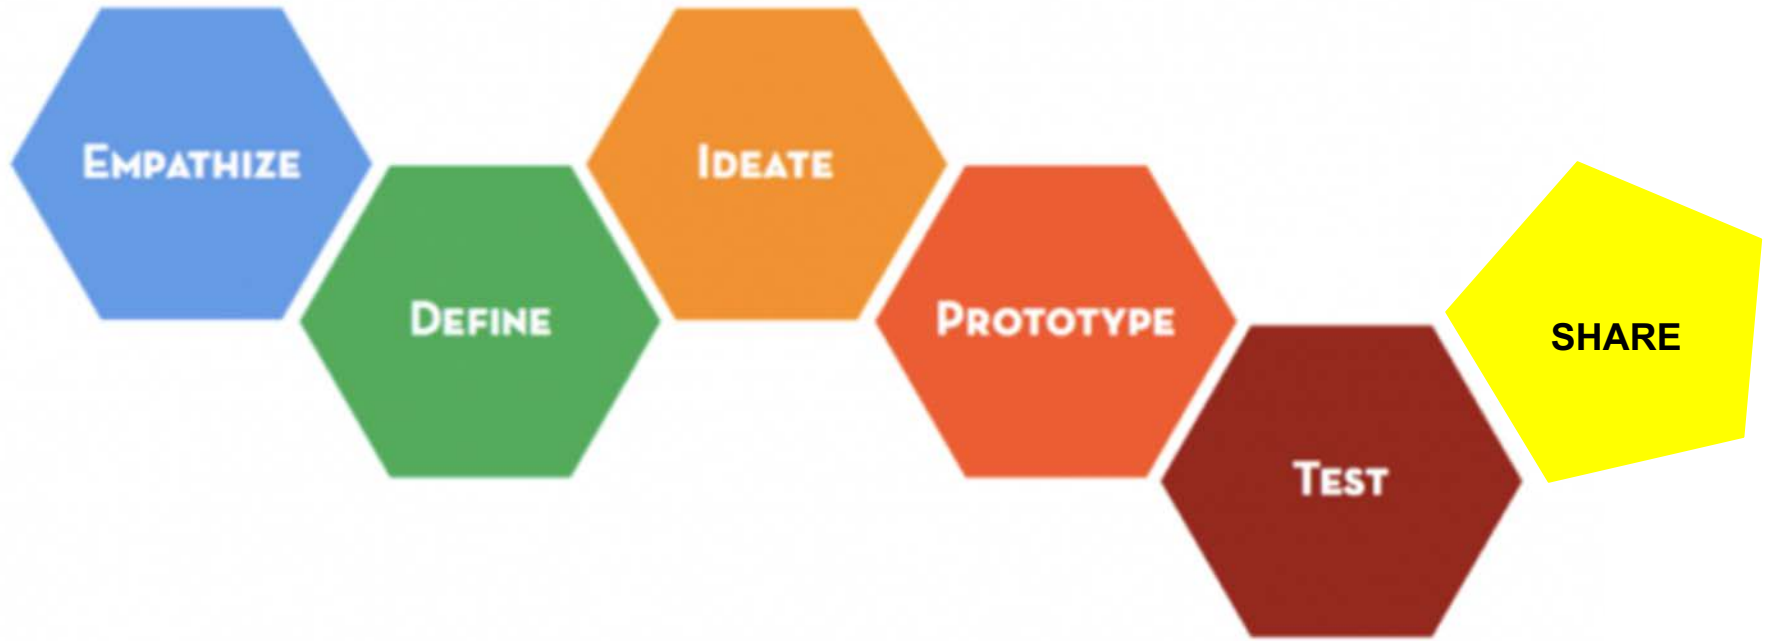 EMPATHIZE
DEFINE
IDEATE
PROTOTYPE
TEST
SHARE